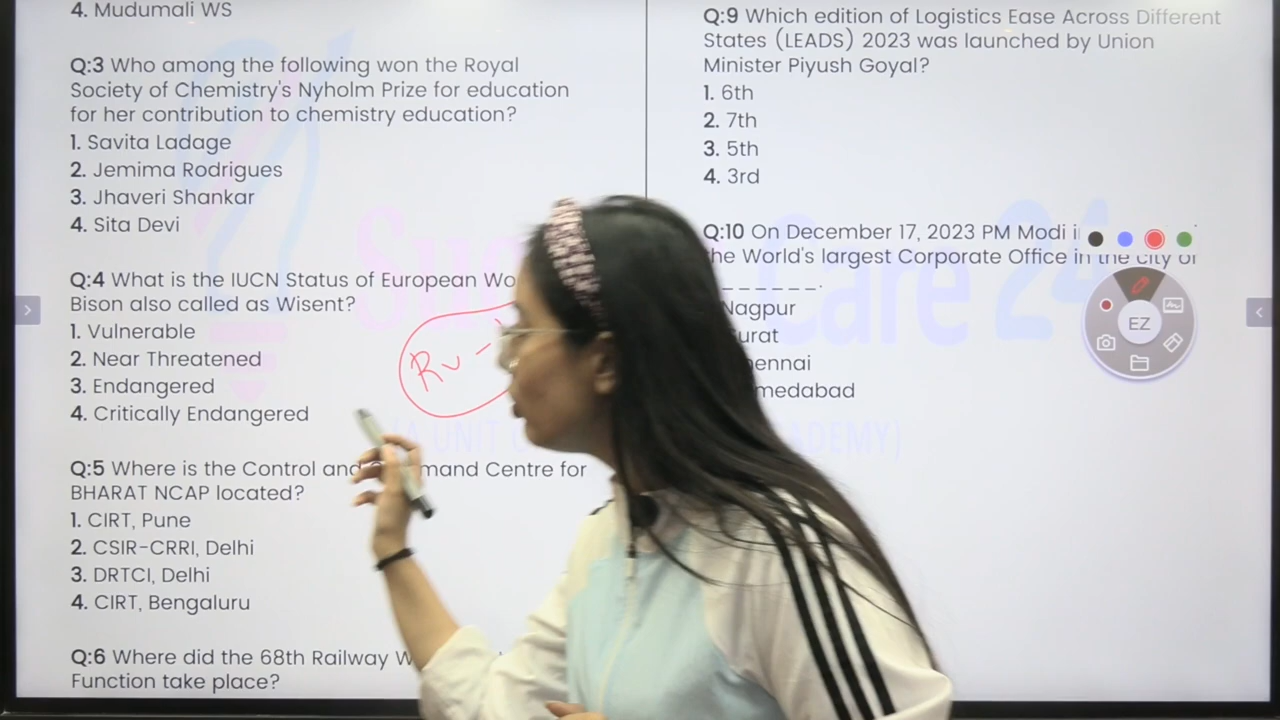 4. Mudumali WS
Q:3 Who among the following won the Royal
Society of Chemistry's Nyholm Prize for education
for her contribution to chemistry education?
1. Savita Ladage
2. Jemima Rodrigues
3. Jhaveri Shankar
4. Sita Devi
Q:4 What is the IUCN Status of European Wo
Bison also called as Wisent?
1. Vulnerable
2. Near Threatened
3. Endangered
4. Critically Endangered
Rv -
Q:5 Where is the Control and mand Centre for
BHARAT NCAP located?
1. CIRT, Pune
2. CSIR-CRRI, Delhi
3. DRTCI, Delhi
4. CIRT, Bengaluru
Q:6 Where did the 68th Railway W
Function take place?
Q:9 Which edition of Logistics Ease Across Different
States (LEADS) 2023 was launched by Union
Minister Piyush Goyal?
1. 6th
2. 7th
3. 5th
4. 3rd
Q:10 On December 17, 2023 PM Modi i
he World's largest Corporate Office in the city of
_ _ _ _ _ _ _.
Nagpur
urat
ennai
medabad
EZ
Care 24
(A UNIT O ADEMY)